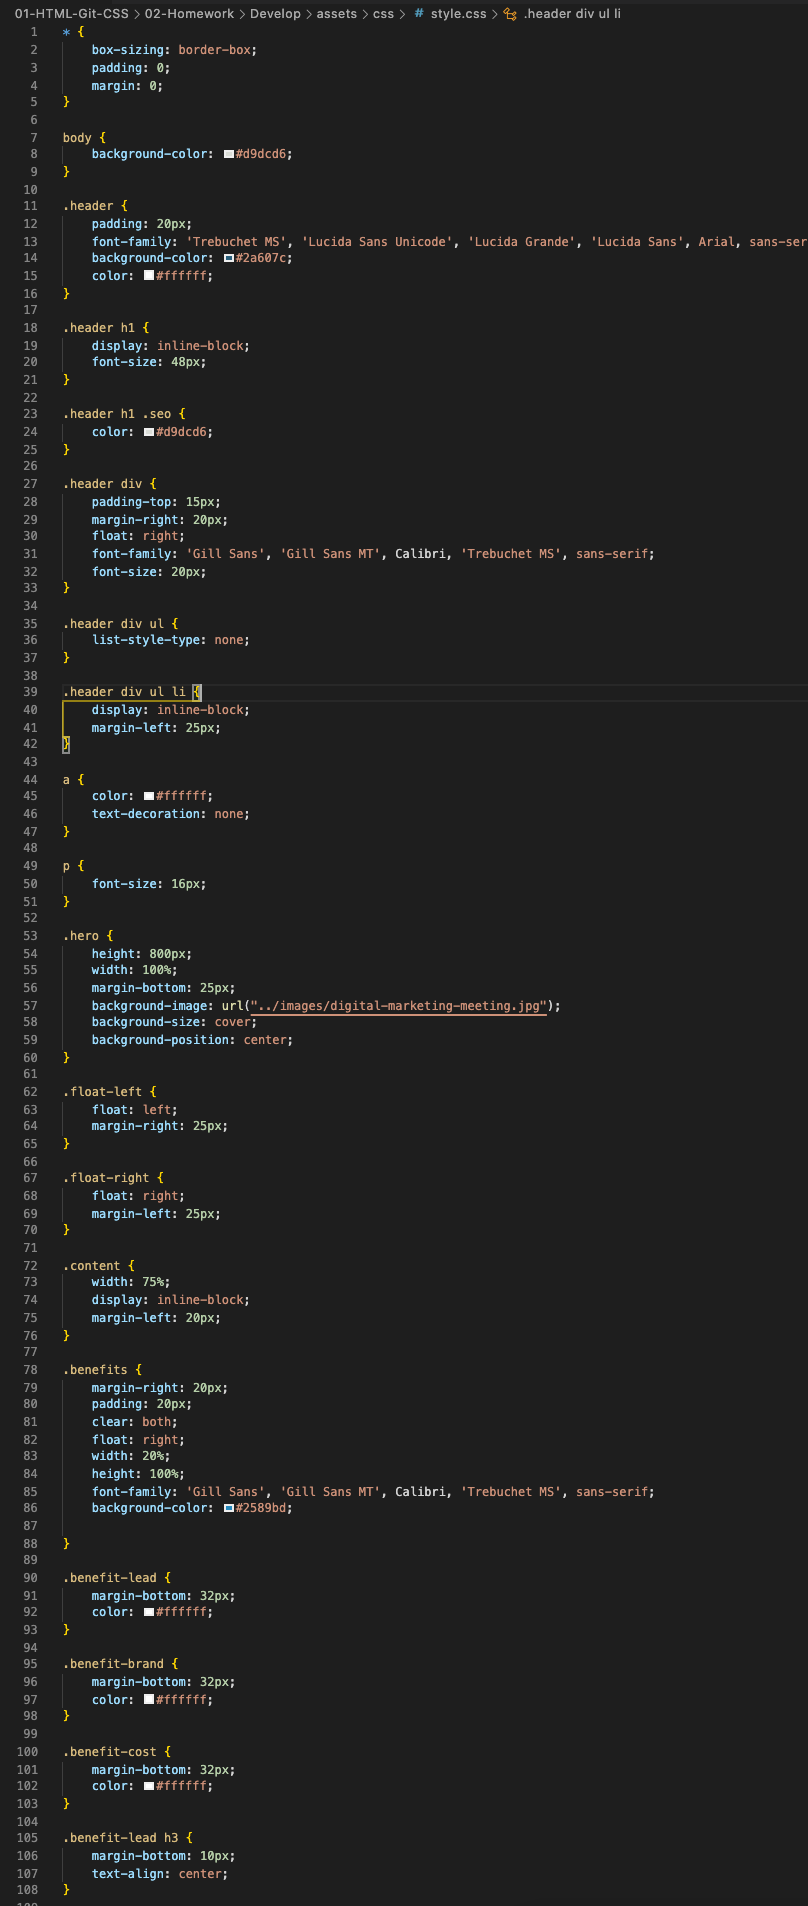 01-HTML-Git-CSS > 02-Homework > Develop > assets > css > # style.css > .header div ul li
1 * {
2 box-sizing: border-box;
3 padding: 0;
4 margin: 0;
5 }
6
7 body {
8 background-color: #d9dcd6;
9 }
10
11 .header {
12 padding: 20px;
13 font-family: 'Trebuchet MS', 'Lucida Sans Unicode', 'Lucida Grande', 'Lucida Sans', Arial, sans-ser
14 background-color: #2a607c;
15 color: #ffffff;
16 }
17
18 .header h1 {
19 display: inline-block;
20 font-size: 48px;
21 }
22
23 .header h1 .seo {
24 color: #d9dcd6;
25 }
26
27 .header div {
28 padding-top: 15px;
29 margin-right: 20px;
30 float: right;
31 font-family: 'Gill Sans', 'Gill Sans MT', Calibri, 'Trebuchet MS', sans-serif;
32 font-size: 20px;
33 }
34
35 .header div ul {
36 list-style-type: none;
37 }
38
39 .header div ul li {
40 display: inline-block;
41 margin-left: 25px;
42 }
43
44 a {
45 color: #ffffff;
46 text-decoration: none;
47 }
48
49 p {
50 font-size: 16px;
51 }
52
53 .hero {
54 height: 800px;
55 width: 100%;
56 margin-bottom: 25px;
57 background-image: url("../images/digital-marketing-meeting.jpg");
58 background-size: cover;
59 background-position: center;
60 }
61
62 .float-left {
63 float: left;
64 margin-right: 25px;
65 }
66
67 .float-right {
68 float: right;
69 margin-left: 25px;
70 }
71
72 .content {
73 width: 75%;
74 display: inline-block;
75 margin-left: 20px;
76 }
77
78 .benefits {
79 margin-right: 20px;
80 padding: 20px;
81 clear: both;
82 float: right;
83 width: 20%;
84 height: 100%;
85 font-family: 'Gill Sans', 'Gill Sans MT', Calibri, 'Trebuchet MS', sans-serif;
86 background-color: #2589bd;
87
88 }
89
90 .benefit-lead {
91 margin-bottom: 32px;
92 color: #ffffff;
93 }
94
95 .benefit-brand {
96 margin-bottom: 32px;
97 color: #ffffff;
98 }
99
100 .benefit-cost {
101 margin-bottom: 32px;
102 color: #ffffff;
103 }
104
105 .benefit-lead h3 {
106 margin-bottom: 10px;
107 text-align: center;
108 }